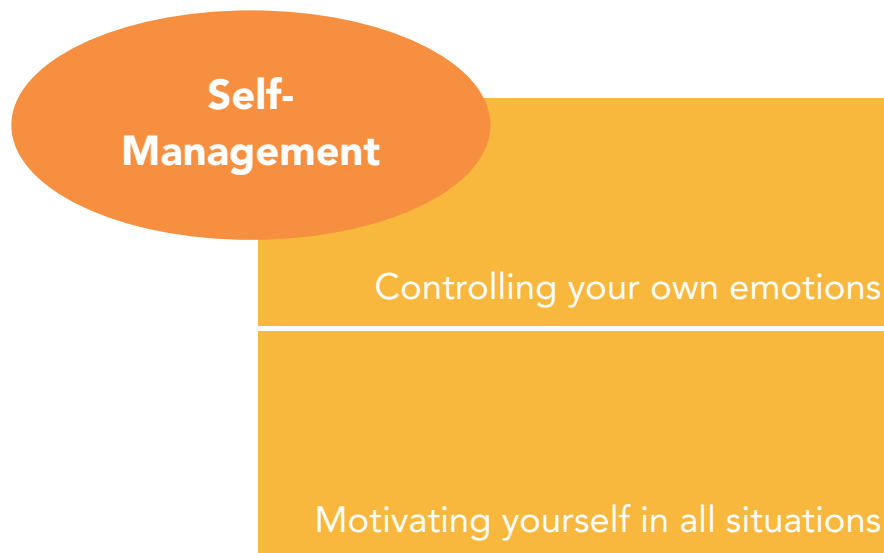 Self-
Management
Controlling your own emotions
Motivating yourself in all situations